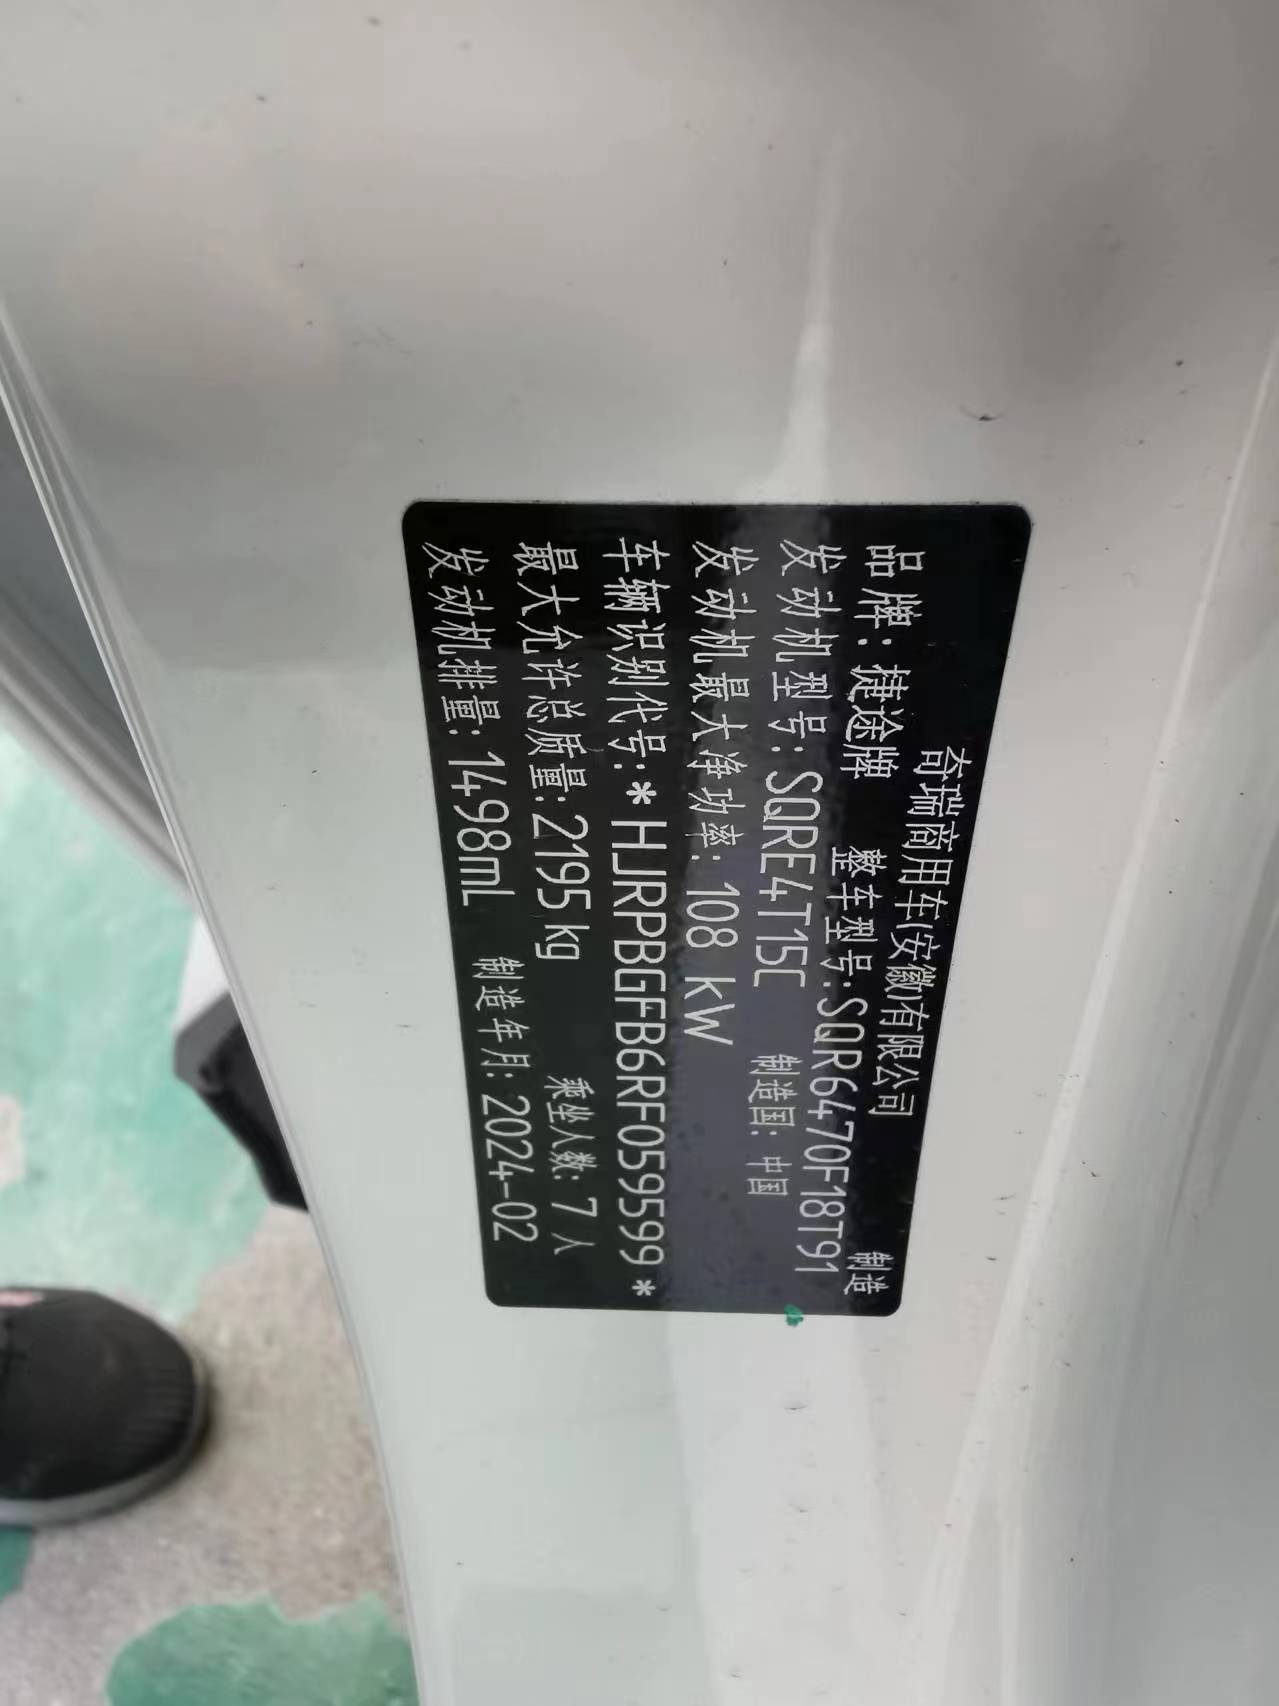 奇瑞商用车(安徽)有限公司 制造
品牌: 捷途牌 整车型号:SQR6470F18T91
发动机型号: SQRE4T15C 制造国: 中国
发动机最大净功率: 108 kW
车辆识别代号:*HJRPBGFB6RF059599*
最大允许总质量:2195kg 乘坐人数: 7 人
发动机排量: 1498mL 制造年月: 2024-02